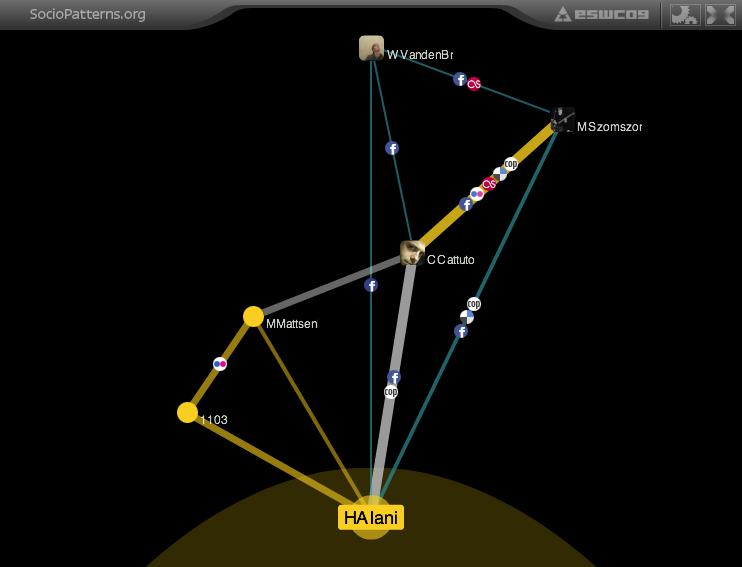 SocioPatterns.org
eswc09
WVandenBr
MSzomszor
cop
CCattuto
cop
MMattsen
cop
1103
HAlani